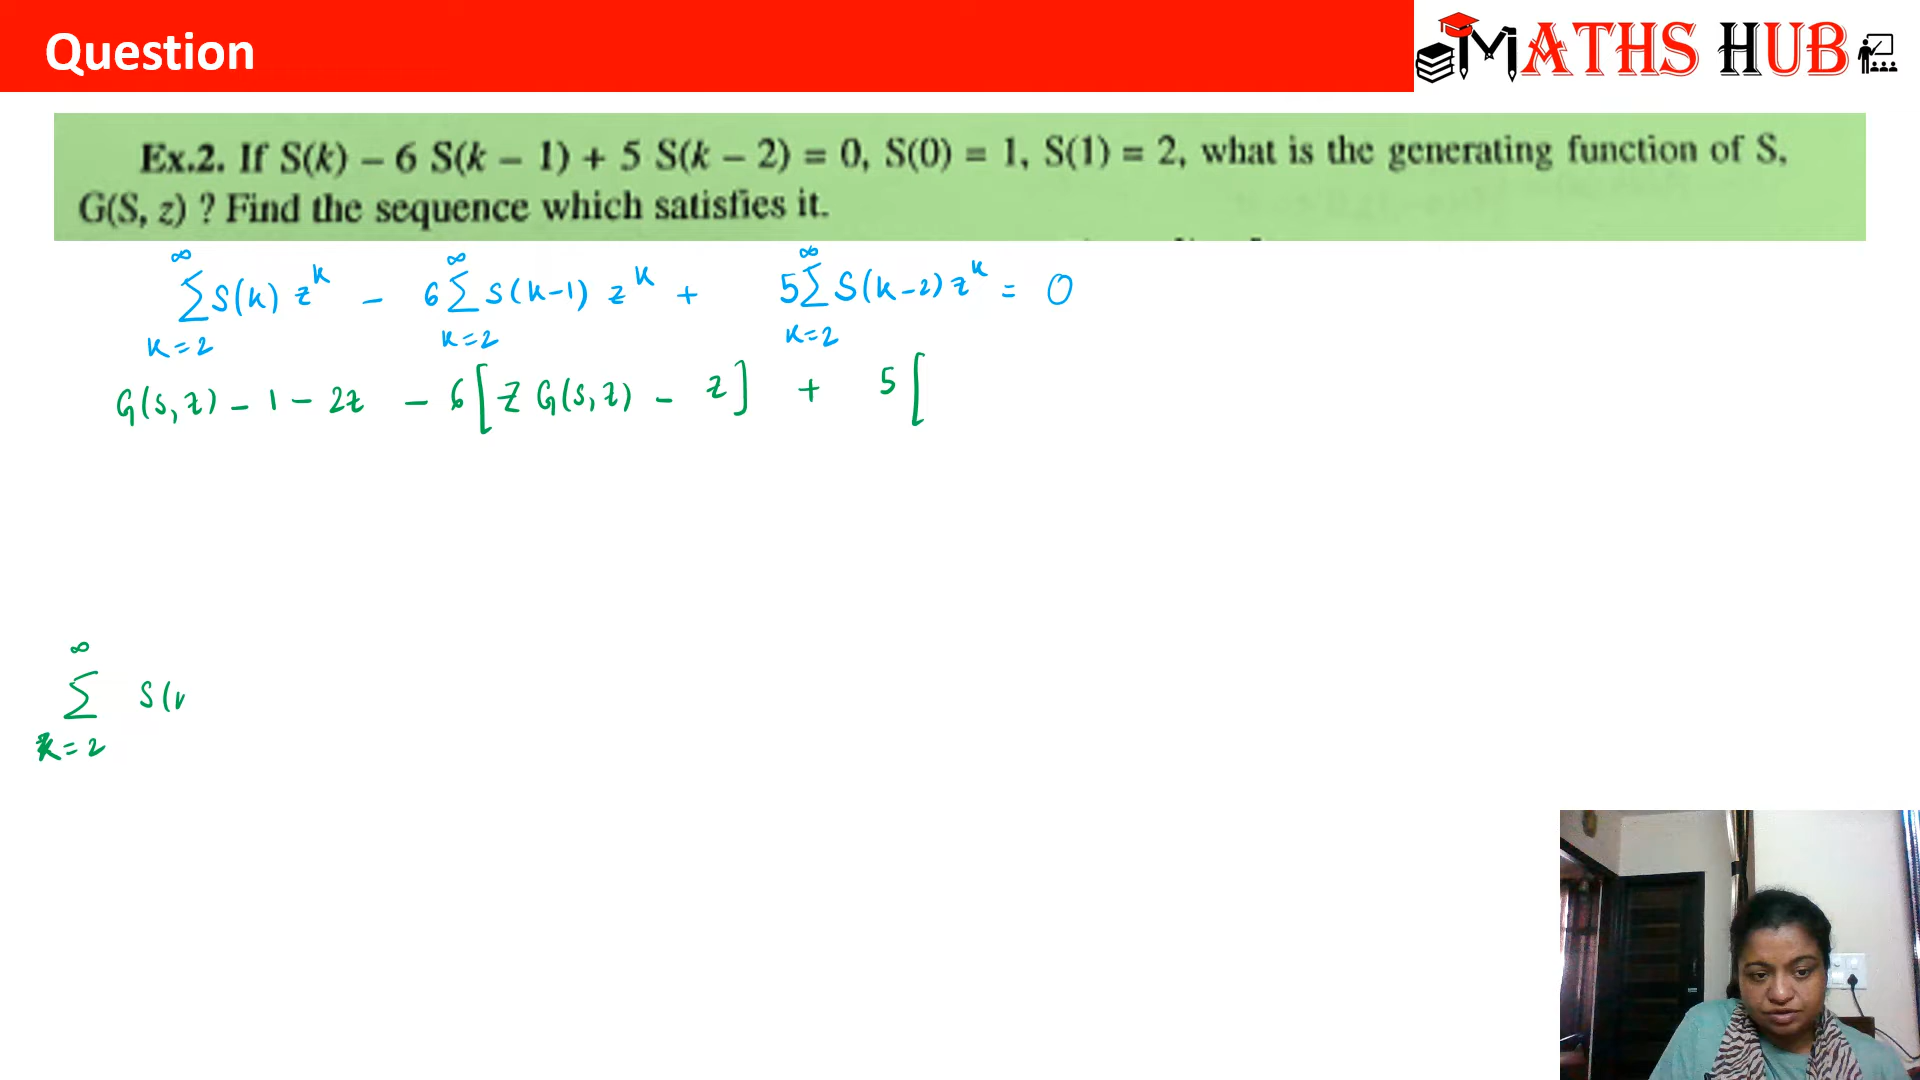 Question
MATHS HUB
Ex.2. If S(k) – 6 S(k – 1) + 5 S(k – 2) = 0, S(0) = 1, S(1) = 2, what is the generating function of S,
G(S, z) ? Find the sequence which satisfies it.
∞ ∞ ∞
∑ S(k) z^k – 6 ∑ S(k-1) z^k + 5 ∑ S(k-2) z^k = 0
k=2 k=2 k=2
G(S,z) – 1 – 2z – 6 [ z G(S,z) – z ] + 5 [
∞
∑ S(
k=2